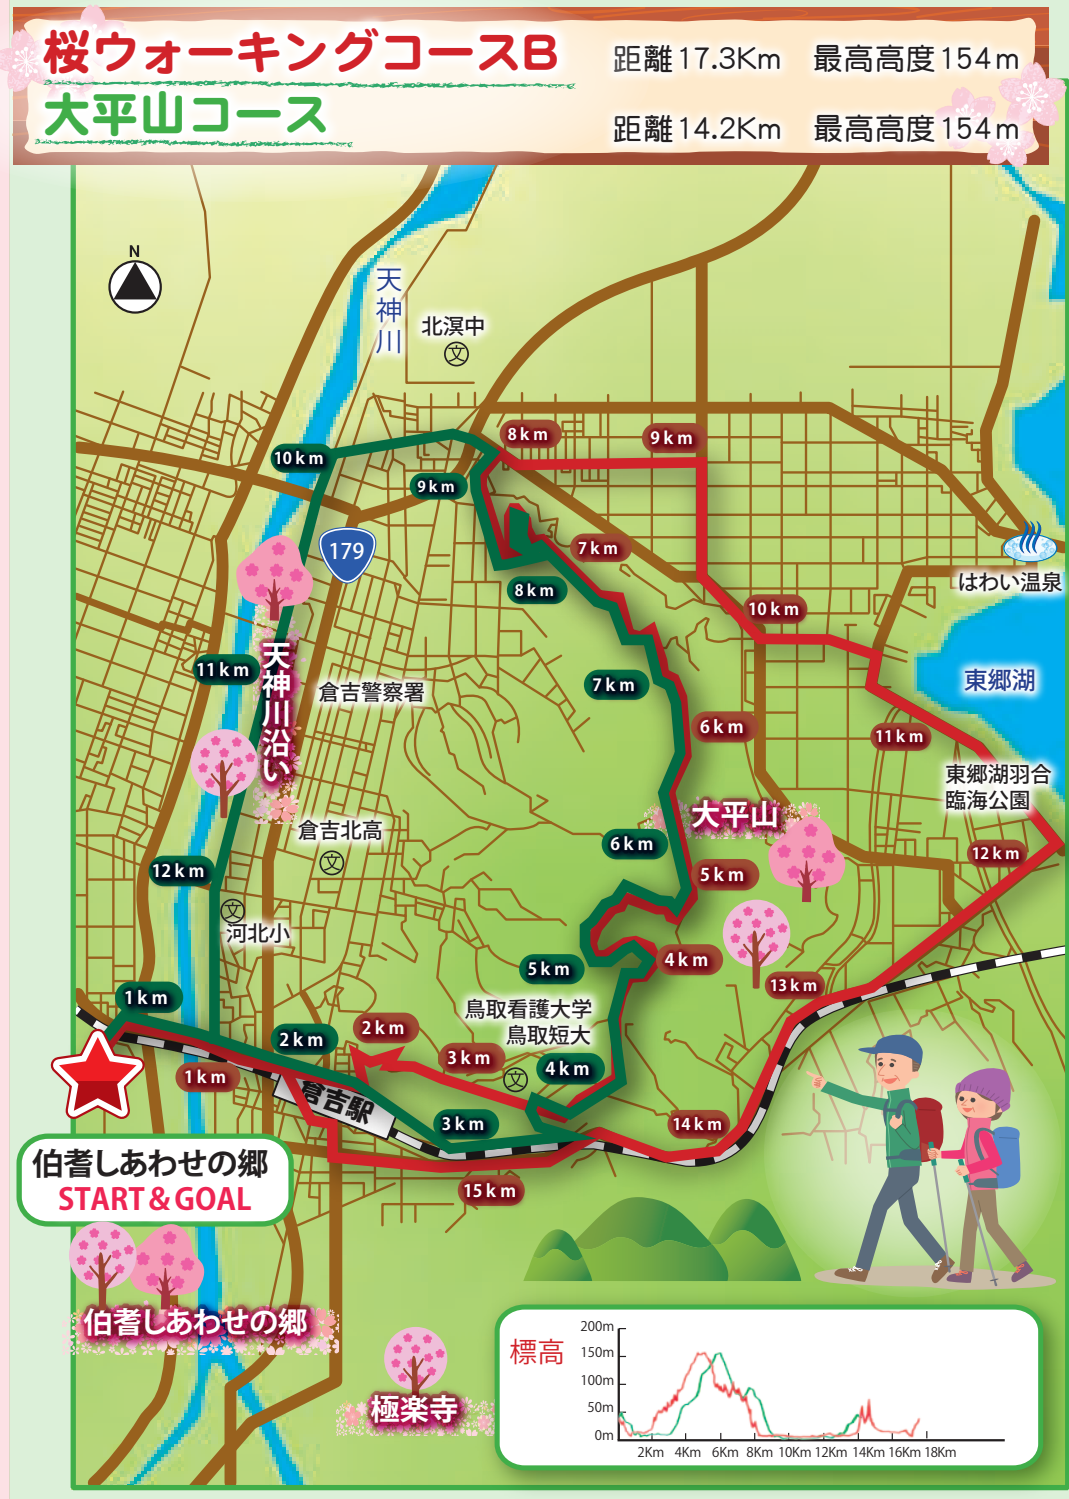 桜ウォーキングコースB 距離17.3Km 最高高度154m
大平山コース 距離14.2Km 最高高度154m
N
天神川
北溟中
文
8km
9km
10km
9km
179
7km
8km
はわい温泉
10km
11km
天神川沿い
倉吉警察署
7km
東郷湖
6km
11km
東郷湖羽合
臨海公園
大平山
倉吉北高
文
6km
12km
12km
5km
文
河北小
4km
5km
13km
1km
鳥取看護大学
鳥取短大
2km
2km
3km
文
4km
1km
倉吉駅
3km
14km
伯耆しあわせの郷
START&GOAL
15km
伯耆しあわせの郷
極楽寺
標高
200m
150m
100m
50m
0m
2Km 4Km 6Km 8Km 10Km 12Km 14Km 16Km 18Km